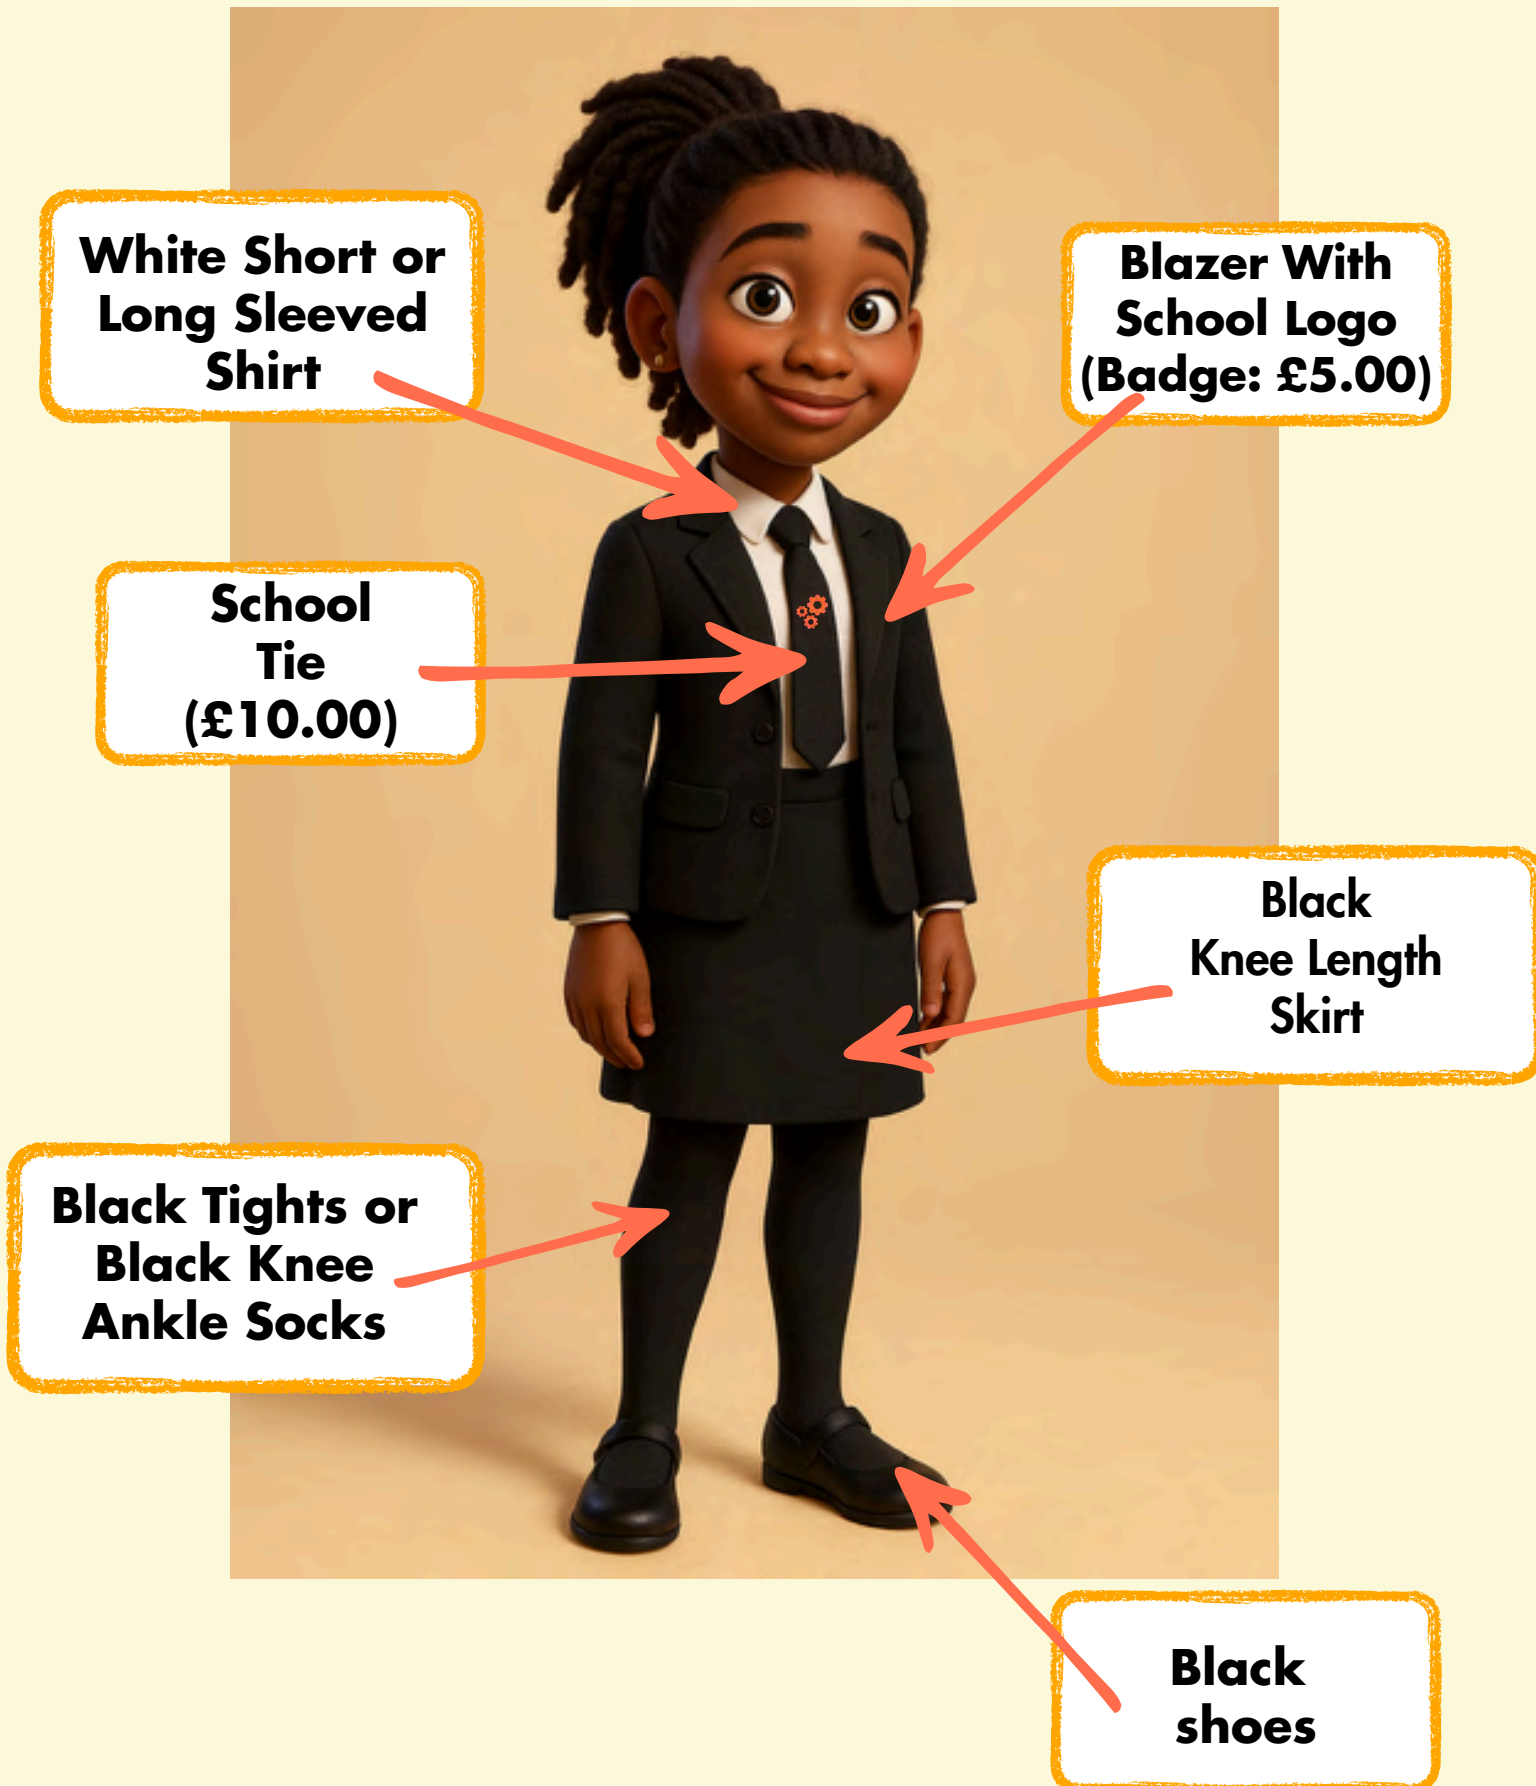 White Short or
Long Sleeved
Shirt
Blazer With
School Logo
(Badge: £5.00)
School
Tie
(£10.00)
Black
Knee Length
Skirt
Black Tights or
Black Knee
Ankle Socks
Black
shoes